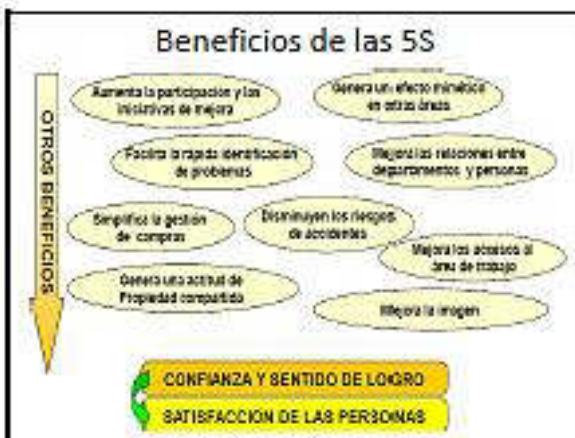 Beneficios de las 5S
OTROS BENEFICIOS
Aumenta la participación y las
iniciativas de mejora
Genera un efecto mimético
en otras áreas
Facilita la rápida identificación
de problemas
Mejora las relaciones entre
departamentos y personas
Simplifica la gestión
de compras
Disminuyen los riesgos
de accidentes
Mejora los accesos al
área de trabajo
Genera una actitud de
Propiedad compartida
Mejora la imagen
CONFIANZA Y SENTIDO DE LOGRO
SATISFACCION DE LAS PERSONAS